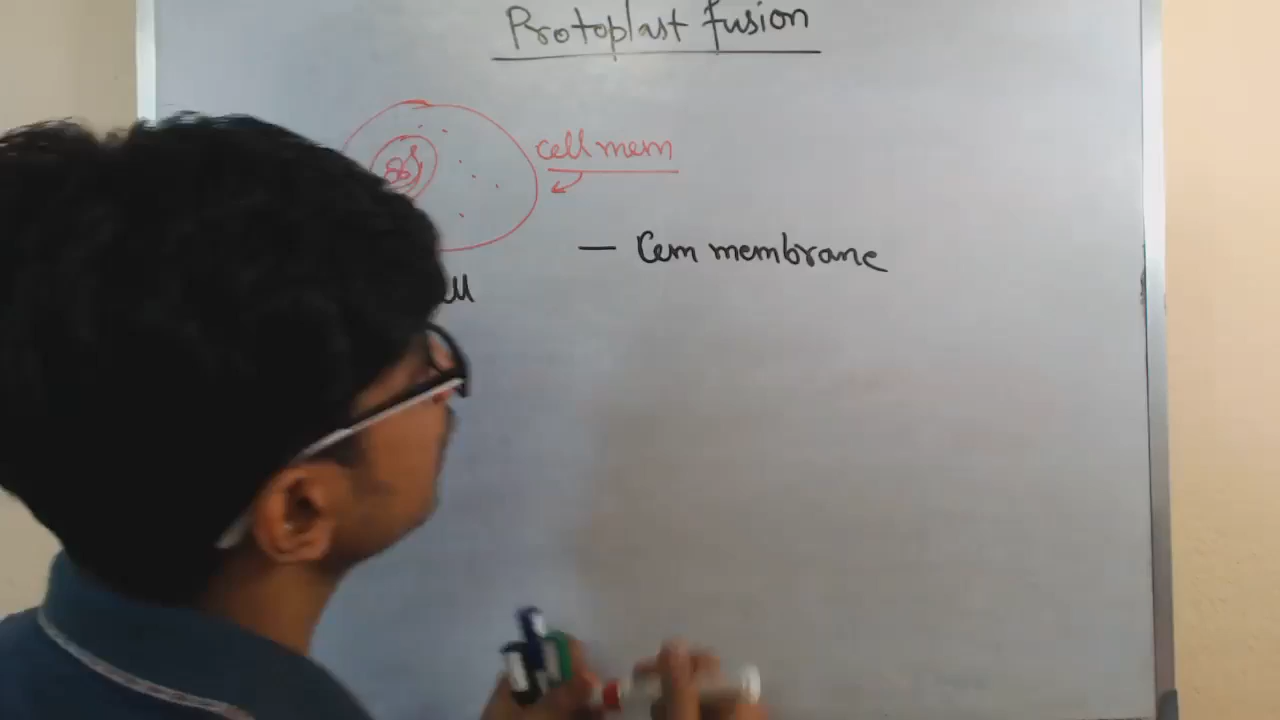 Protoplast fusion
cell mem
— Cem membrane